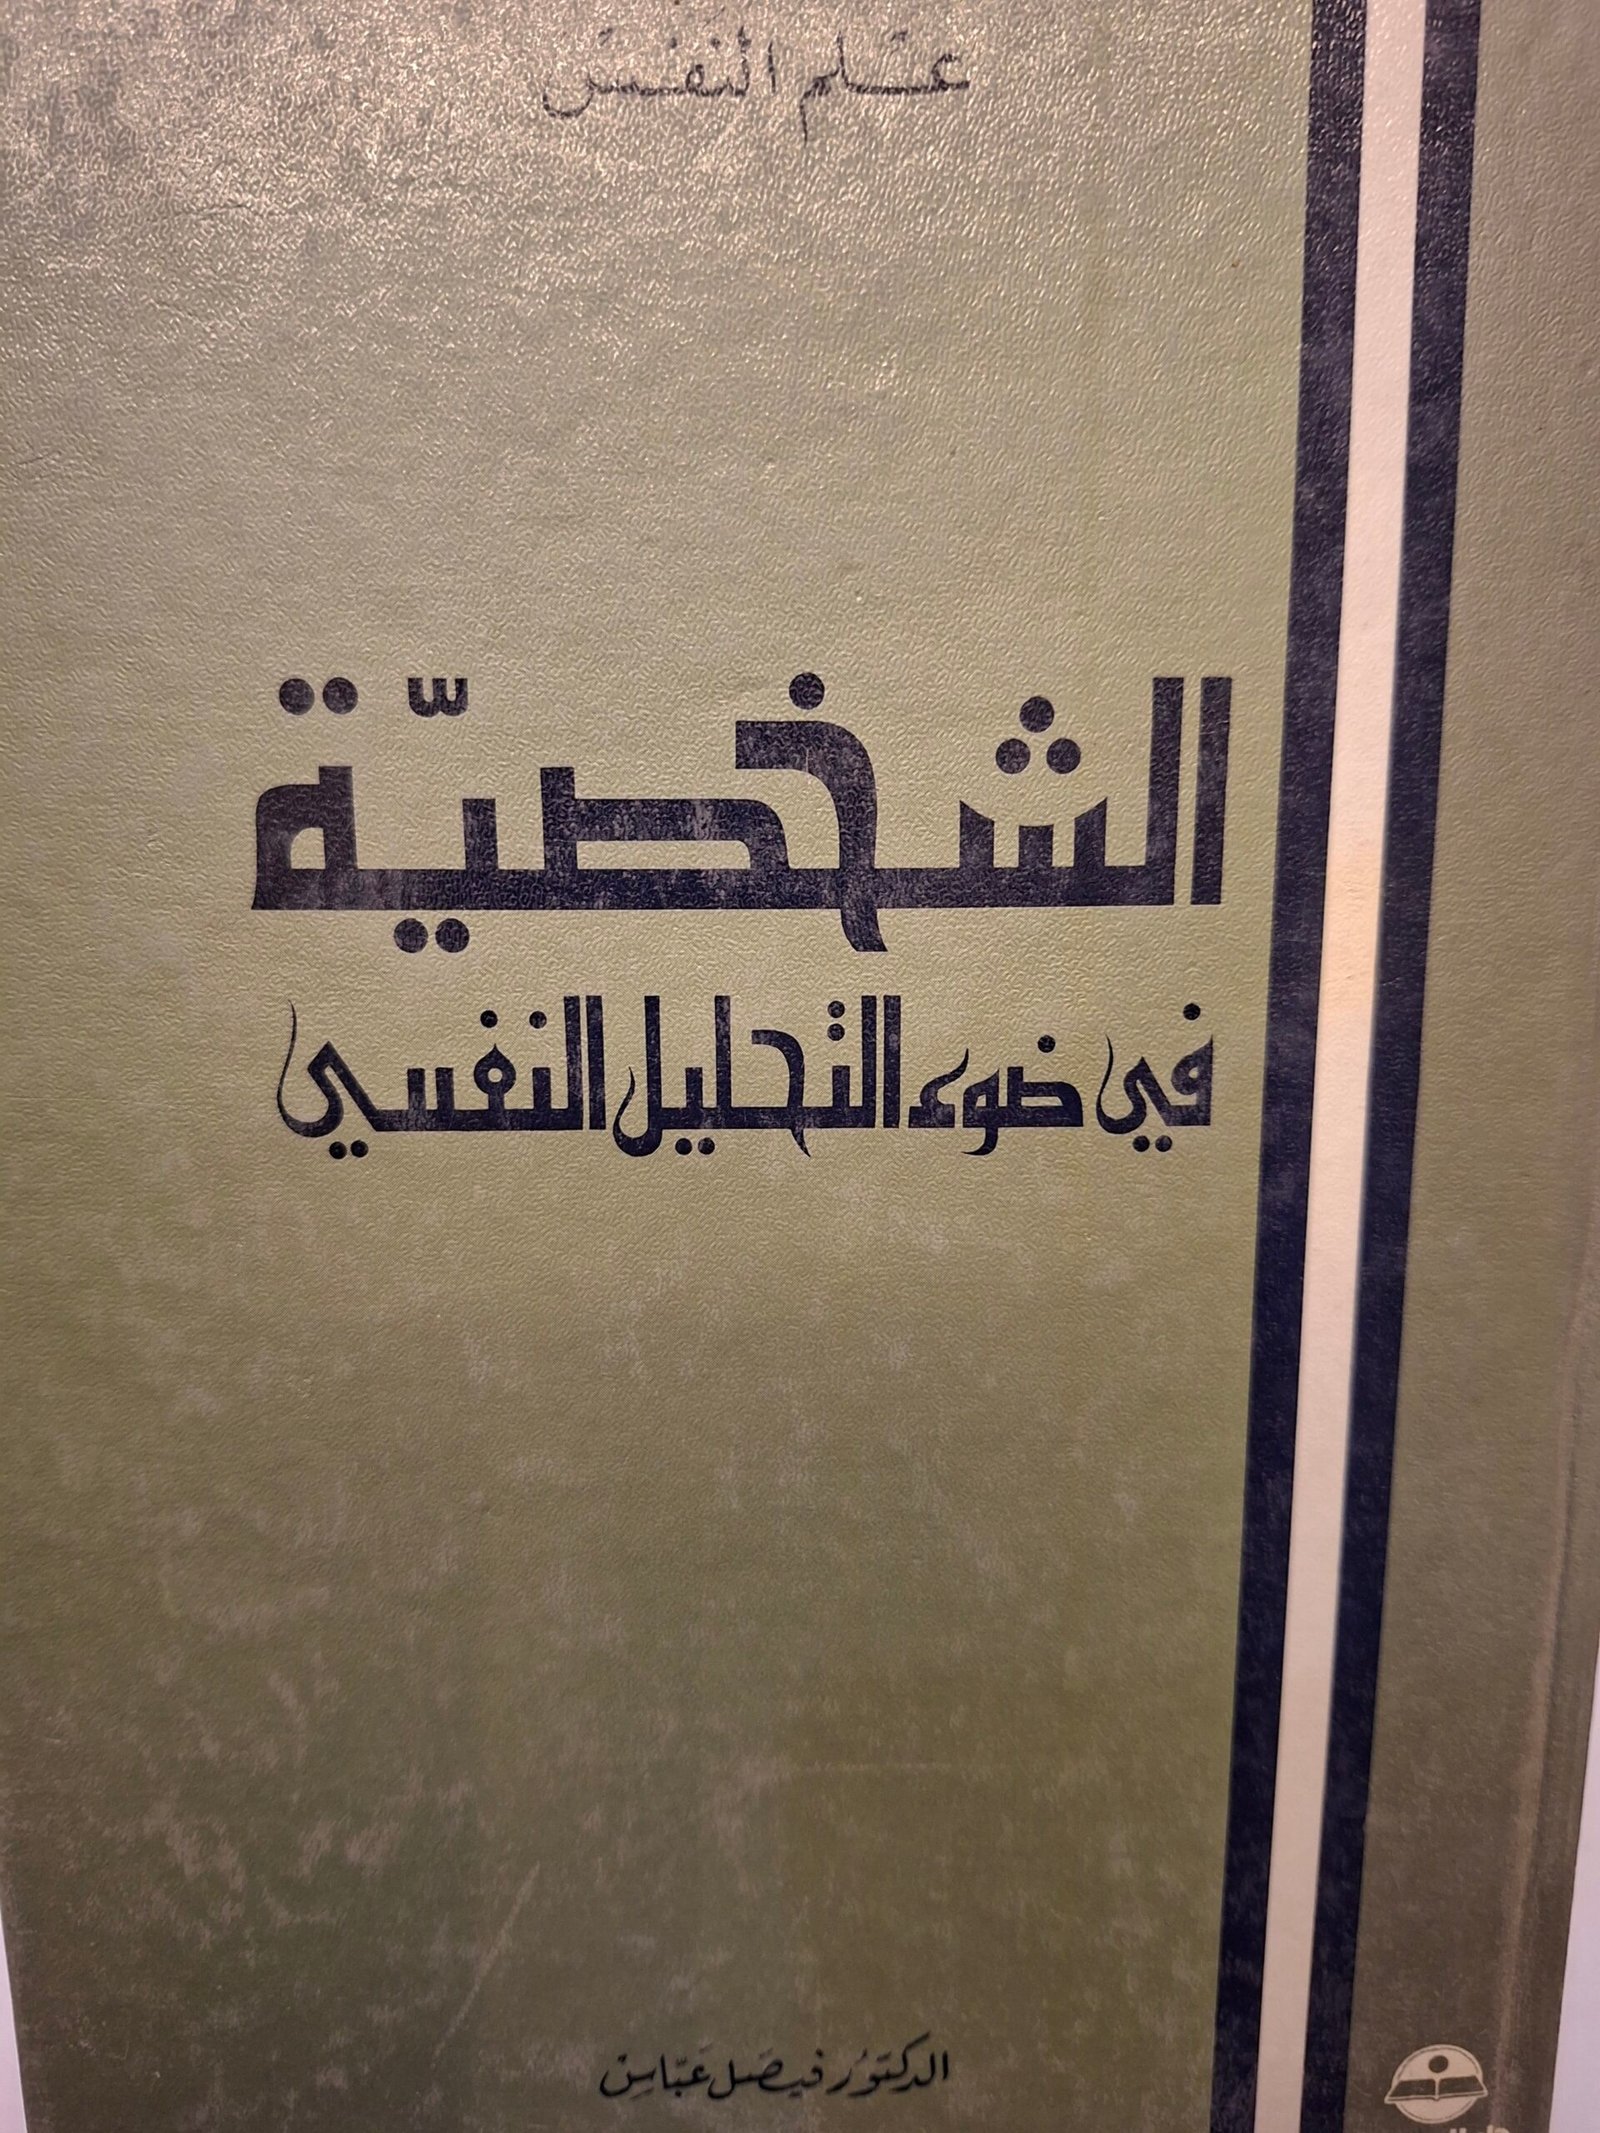 علم النفس
الشخصيّة
في ضوء التحليل النفسي
الدكتور فيصل عبّاس